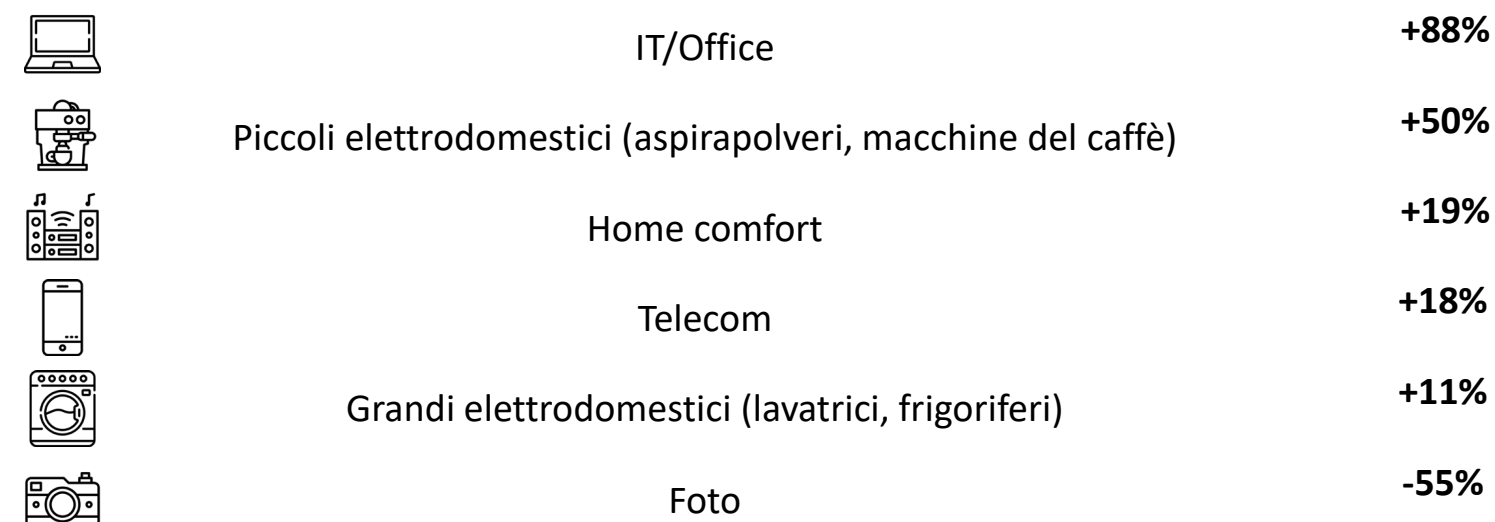 IT/Office +88%
Piccoli elettrodomestici (aspirapolveri, macchine del caffè) +50%
Home comfort +19%
Telecom +18%
Grandi elettrodomestici (lavatrici, frigoriferi) +11%
Foto -55%